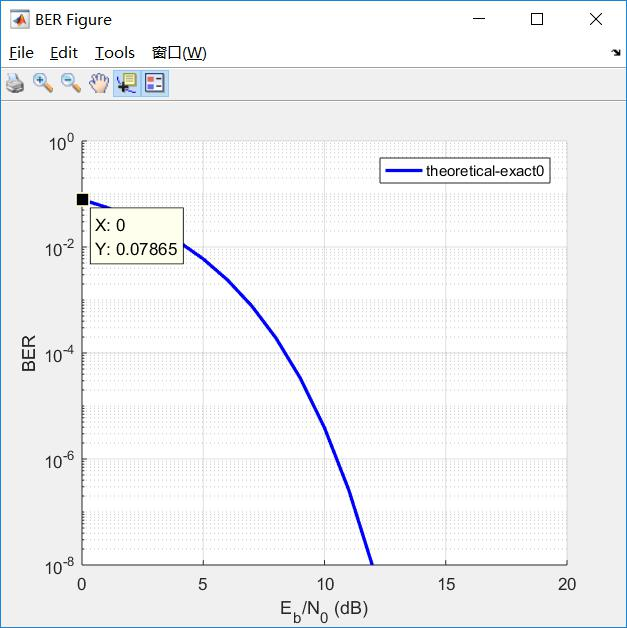 BER Figure
File Edit Tools 窗口(W)
10^0
theoretical-exact0
X: 0
Y: 0.07865
10^-2
BER
10^-4
10^-6
10^-8
0 5 10 15 20
E_b/N_0 (dB)